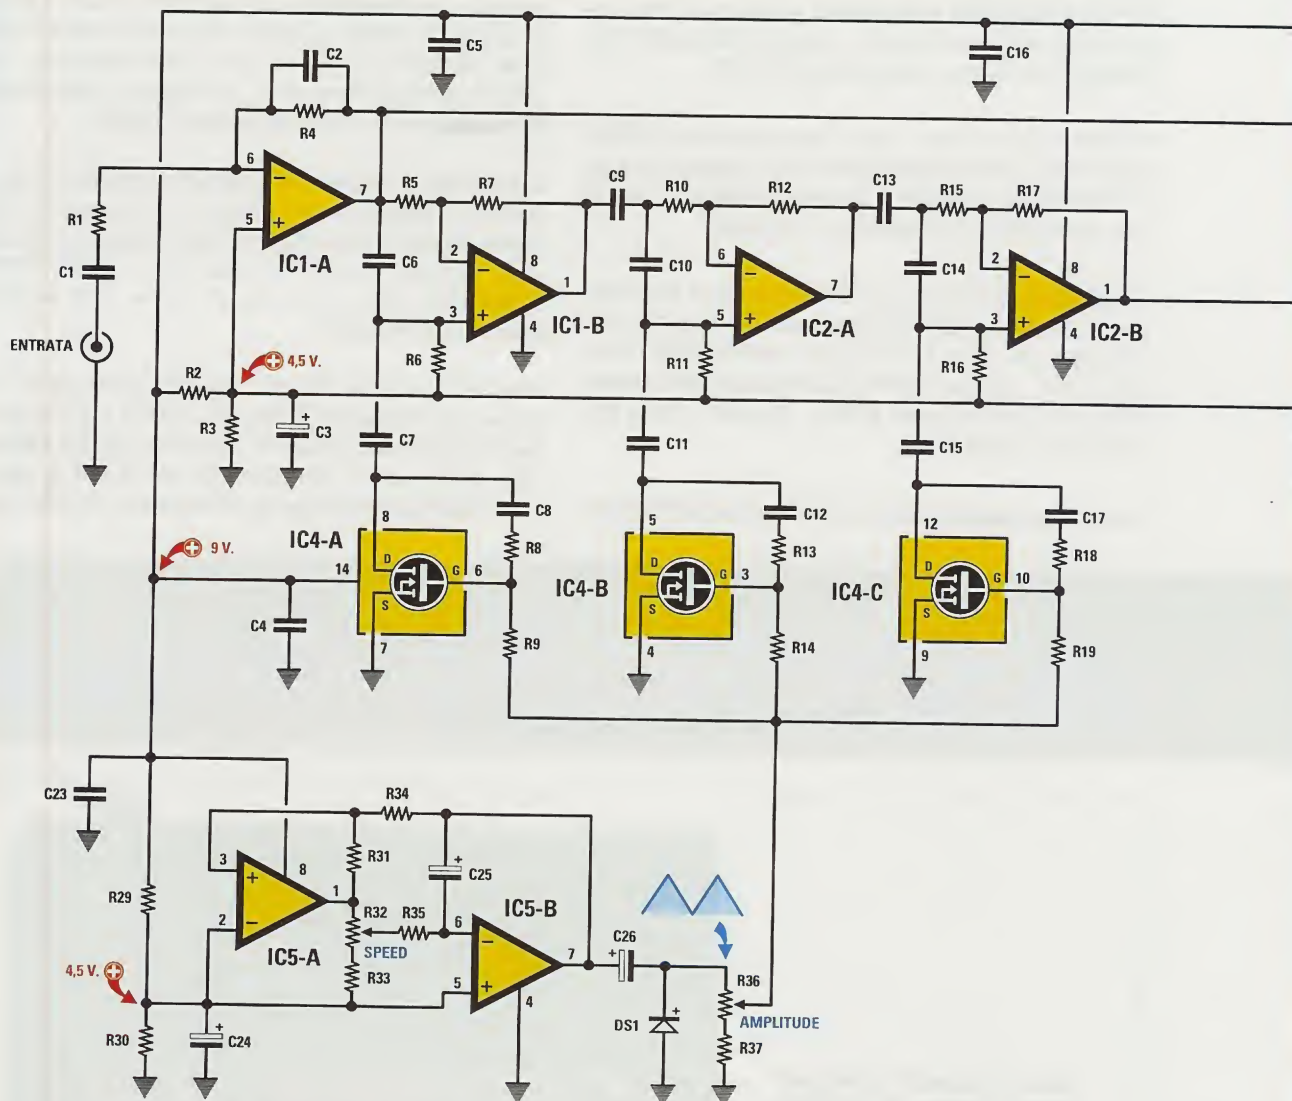 C5
C16
C2
R4
6
7
5
IC1-A
R1
C1
ENTRATA
R5
R7
C6
2
3
8
1
4
IC1-B
R6
C9
R10
R12
C10
6
5
7
IC2-A
R11
C13
R15
R17
C14
2
3
8
1
4
IC2-B
R16
R2
4,5 V.
R3
+
C3
C7
C11
C15
9 V.
IC4-A
8
D
G
S
14
6
7
C8
R8
R9
C4
IC4-B
5
D
G
S
3
4
C12
R13
R14
IC4-C
12
D
G
S
10
9
C17
R18
R19
C23
R29
3
2
8
1
IC5-A
R34
R31
R32
SPEED
R33
R35
+
C25
IC5-B
6
5
7
4
4,5 V.
R30
+
C24
+
C26
DS1
+
R36
AMPLITUDE
R37